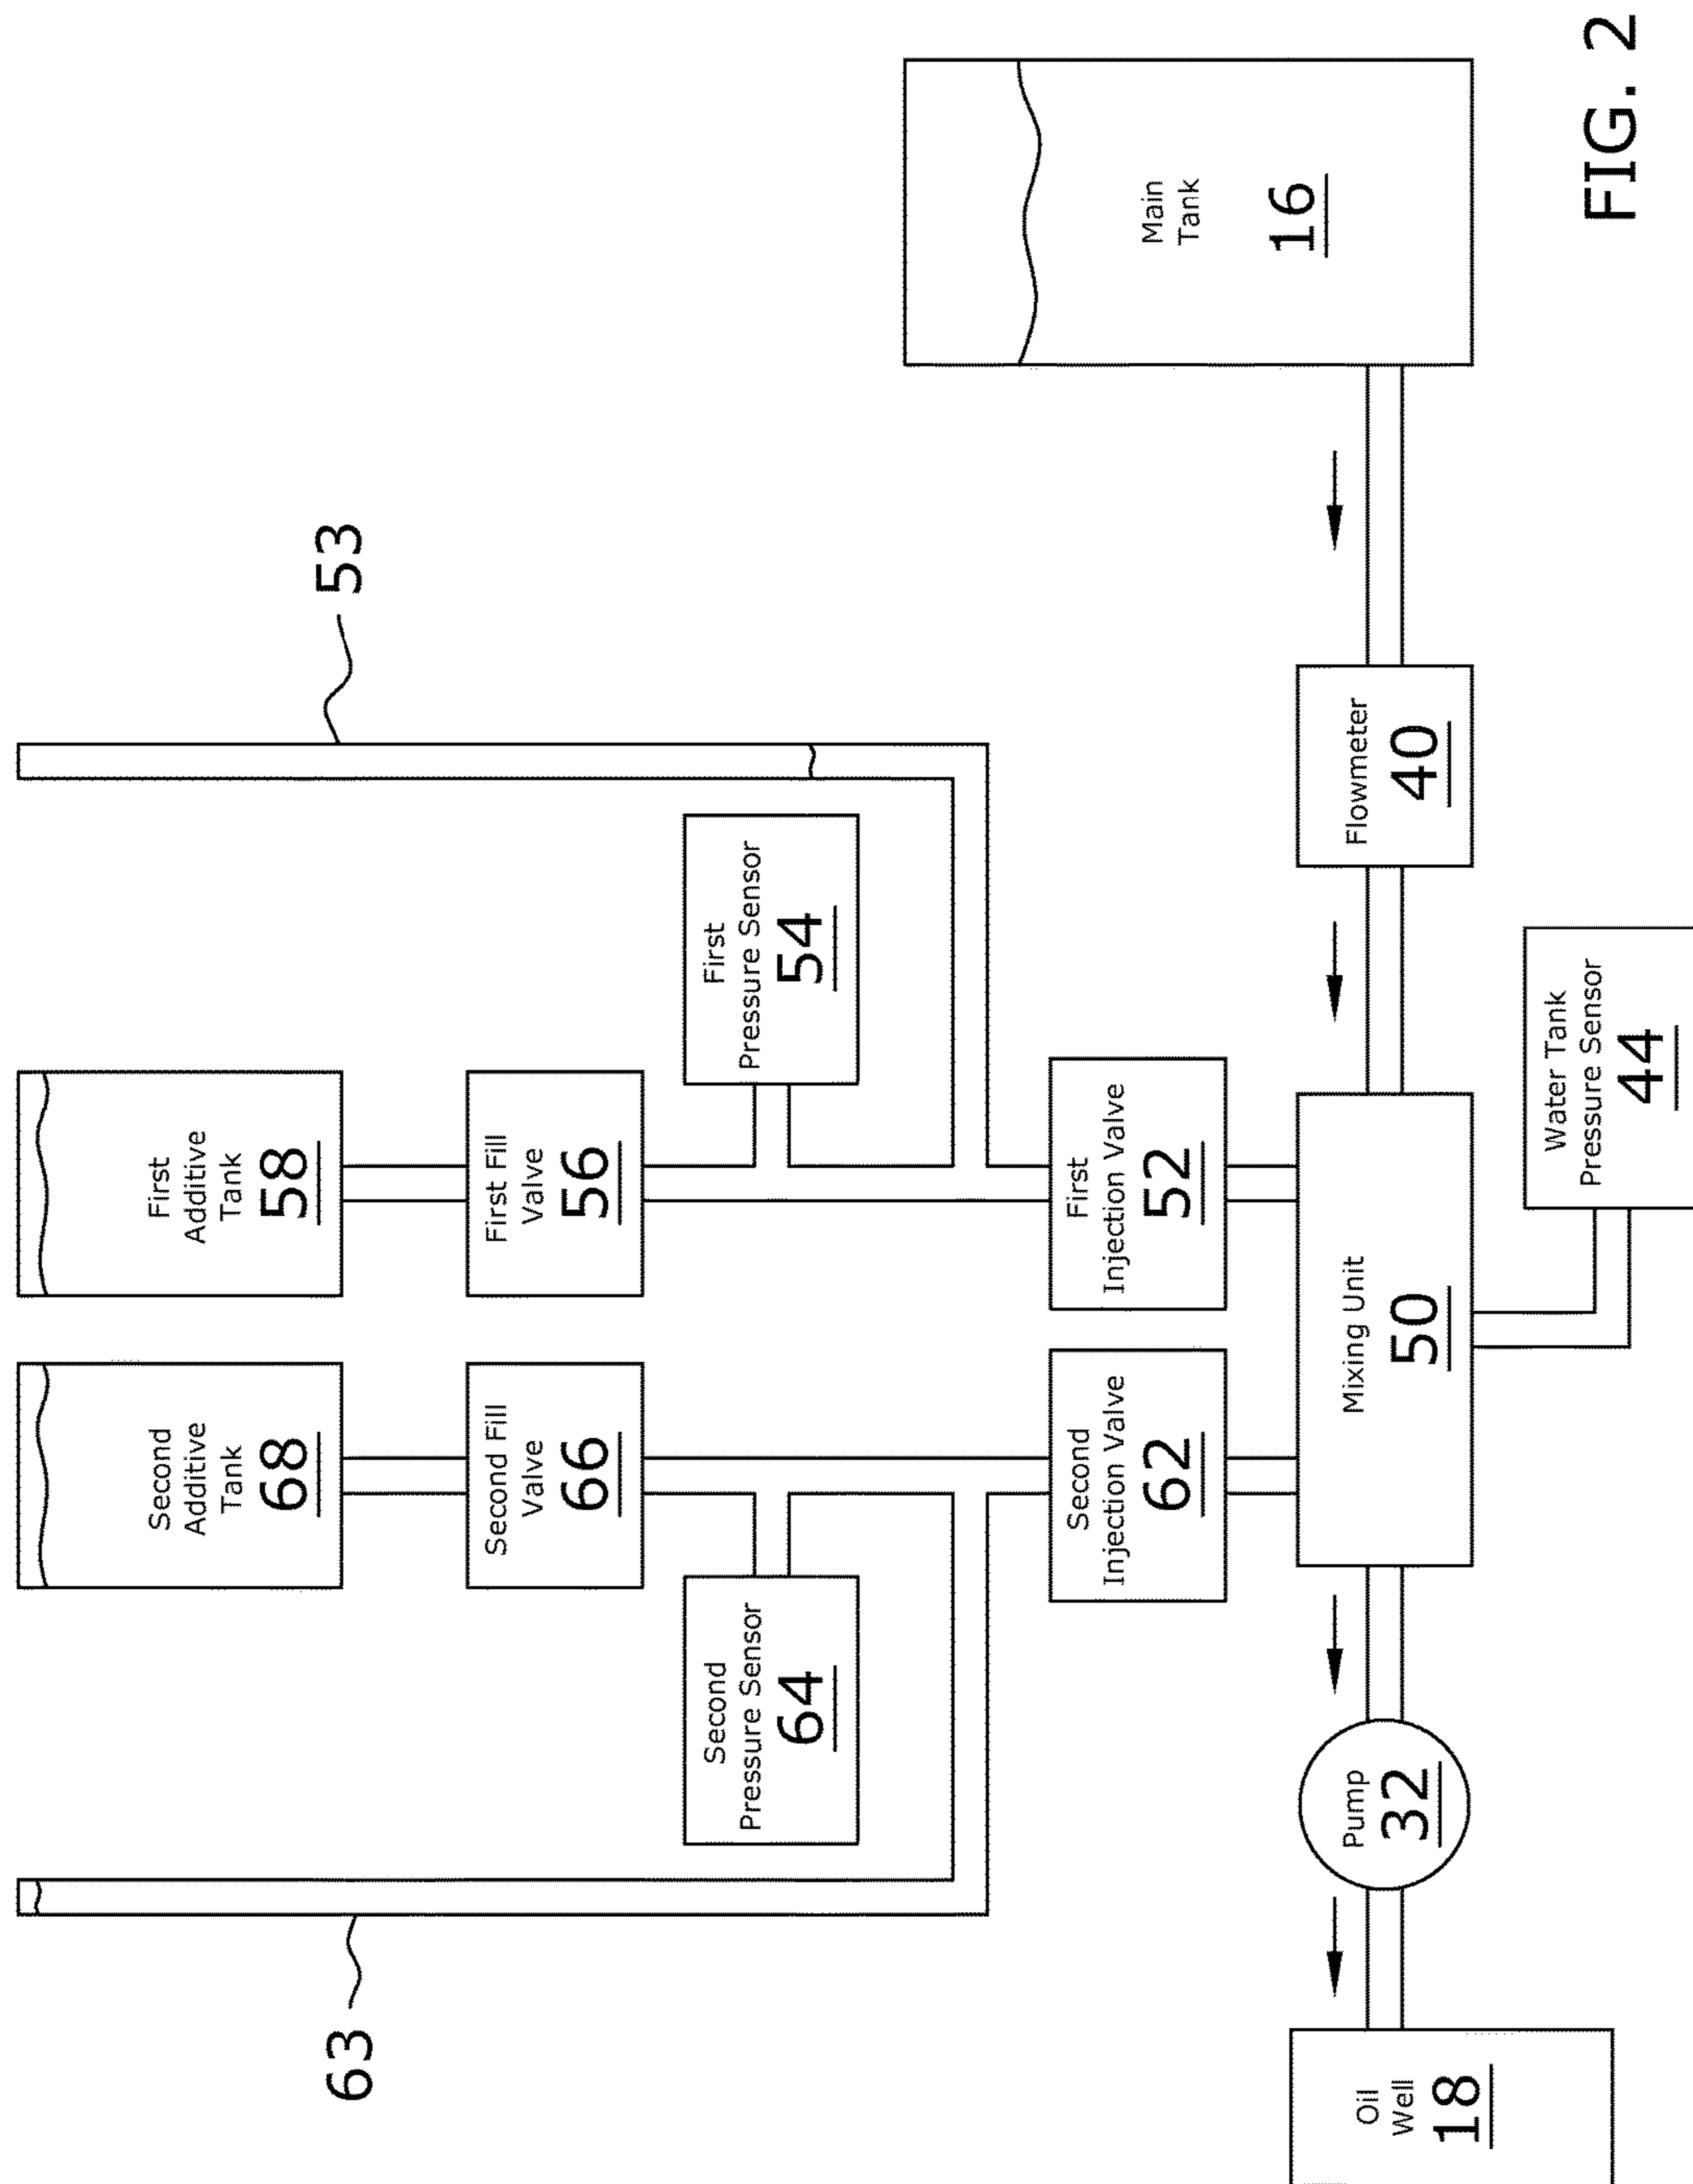 63
53
Second
Additive
Tank
68
First
Additive
Tank
58
Second Fill
Valve
66
First Fill
Valve
56
Second
Pressure Sensor
64
First
Pressure Sensor
54
Second
Injection Valve
62
First
Injection Valve
52
Main
Tank
16
Oil
Well
18
Pump
32
Mixing Unit
50
Flowmeter
40
Water Tank
Pressure Sensor
44
FIG. 2